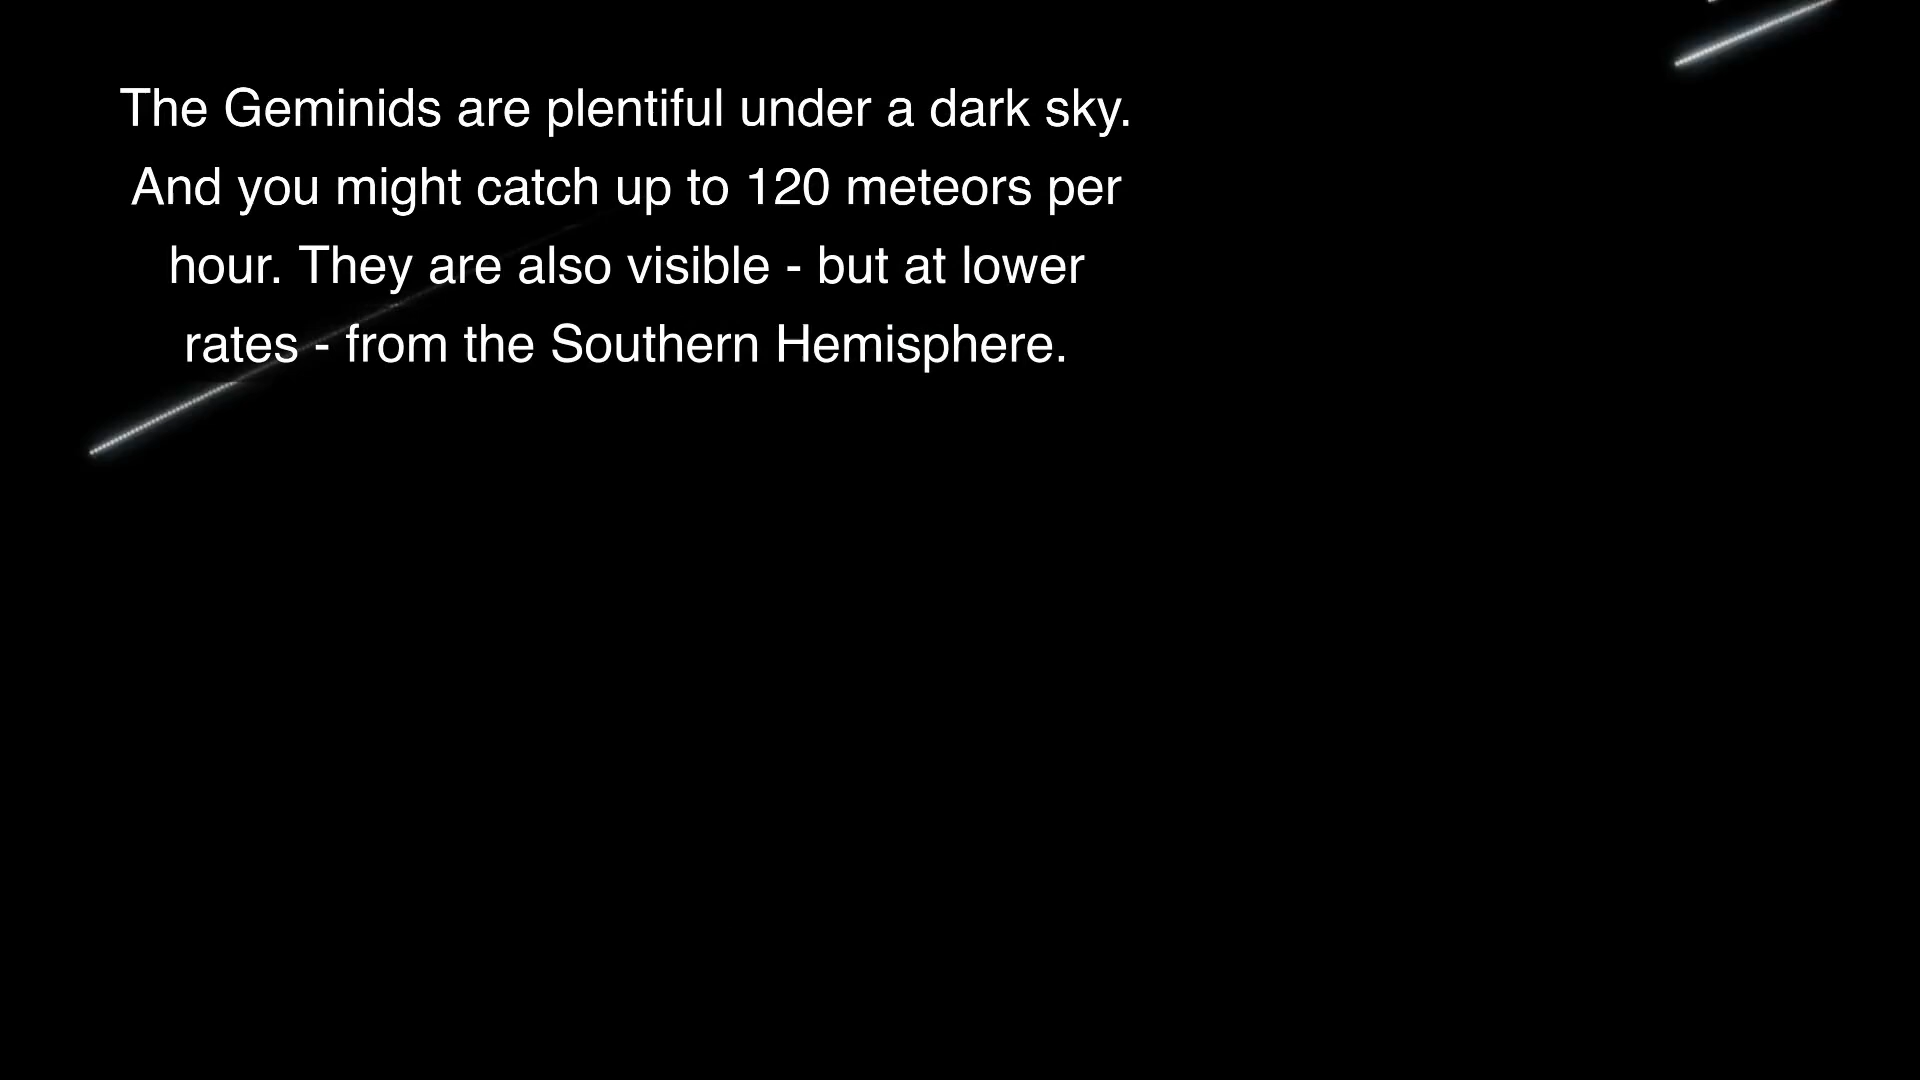 The Geminids are plentiful under a dark sky.
And you might catch up to 120 meteors per
hour. They are also visible - but at lower
rates - from the Southern Hemisphere.